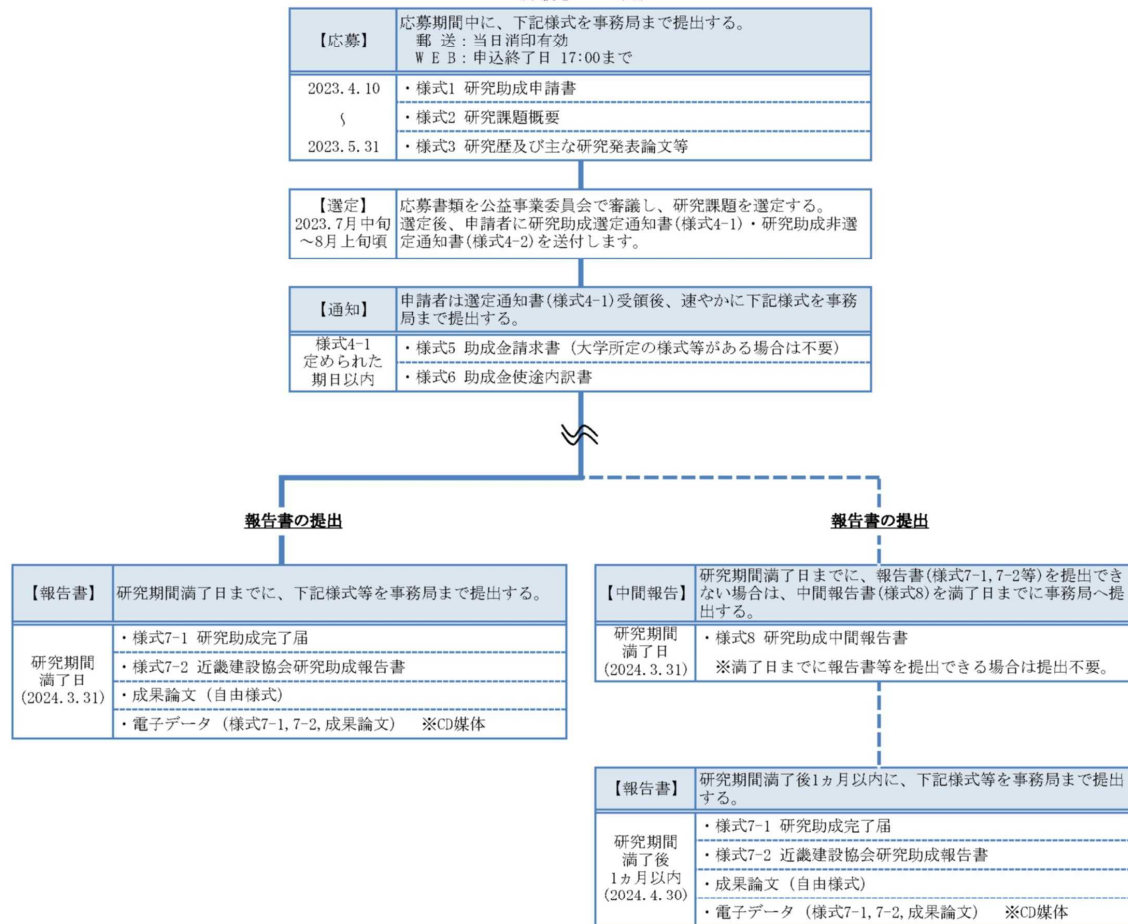 【応募】
応募期間中に、下記様式を事務局まで提出する。
郵 送：当日消印有効
ＷＥＢ：申込終了日 17:00まで
2023.4.10
～
2023.5.31
・様式1 研究助成申請書
・様式2 研究課題概要
・様式3 研究歴及び主な研究発表論文等
【選定】
2023.7月中旬
～8月上旬頃
応募書類を公益事業委員会で審議し、研究課題を選定する。
選定後、申請者に研究助成選定通知書(様式4-1)・研究助成非選
定通知書(様式4-2)を送付します。
【通知】
申請者は選定通知書(様式4-1)受領後、速やかに下記様式を事務
局まで提出する。
様式4-1
定められた
期日以内
・様式5 助成金請求書（大学所定の様式等がある場合は不要）
・様式6 助成金使途内訳書
報告書の提出
【報告書】
研究期間満了日までに、下記様式等を事務局まで提出する。
研究期間
満了日
(2024.3.31)
・様式7-1 研究助成完了届
・様式7-2 近畿建設協会研究助成報告書
・成果論文（自由様式）
・電子データ（様式7-1,7-2,成果論文）　※CD媒体
報告書の提出
【中間報告】
研究期間満了日までに、報告書(様式7-1,7-2等)を提出でき
ない場合は、中間報告書(様式8)を満了日までに事務局へ提
出する。
研究期間
満了日
(2024.3.31)
・様式8 研究助成中間報告書
※満了日までに報告書等を提出できる場合は提出不要。
【報告書】
研究期間満了後1ヵ月以内に、下記様式等を事務局まで提出
する。
研究期間
満了後
1ヵ月以内
(2024.4.30)
・様式7-1 研究助成完了届
・様式7-2 近畿建設協会研究助成報告書
・成果論文（自由様式）
・電子データ（様式7-1,7-2,成果論文）　※CD媒体